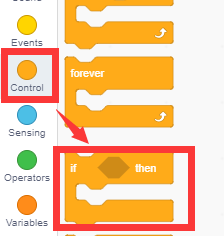 Events
Control
Sensing
Operators
Variables
forever
if then